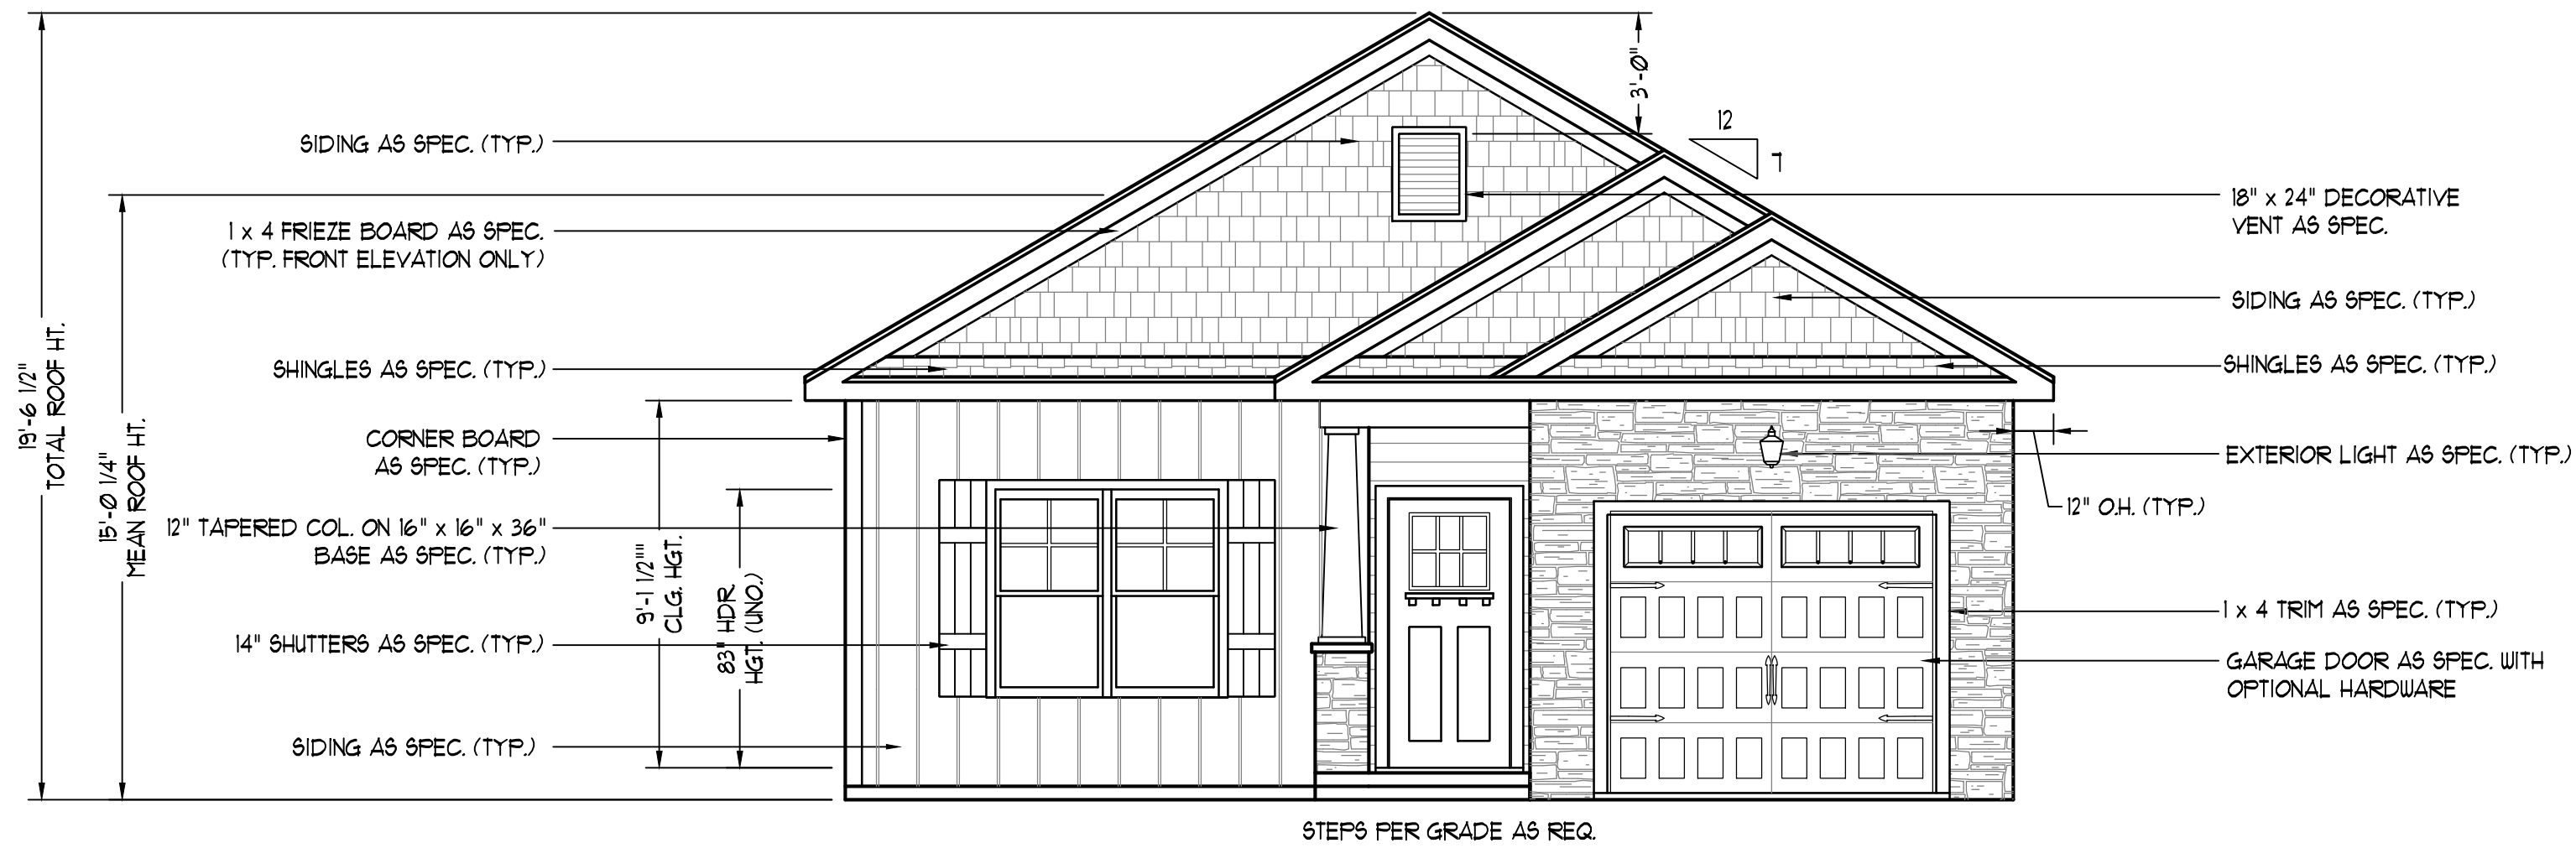 19'-6 1/2"
TOTAL ROOF HT.
15'-0 1/4"
MEAN ROOF HT.
SIDING AS SPEC. (TYP.)
1 x 4 FRIEZE BOARD AS SPEC.
(TYP. FRONT ELEVATION ONLY)
SHINGLES AS SPEC. (TYP.)
CORNER BOARD
AS SPEC. (TYP.)
12" TAPERED COL. ON 16" x 16" x 36"
BASE AS SPEC. (TYP.)
14" SHUTTERS AS SPEC. (TYP.)
SIDING AS SPEC. (TYP.)
9'-1 1/2""
CLG. HGT.
83" HDR
HGT. (UNO.)
3'-0"
12
7
18" x 24" DECORATIVE
VENT AS SPEC.
SIDING AS SPEC. (TYP.)
SHINGLES AS SPEC. (TYP.)
EXTERIOR LIGHT AS SPEC. (TYP.)
12" O.H. (TYP.)
1 x 4 TRIM AS SPEC. (TYP.)
GARAGE DOOR AS SPEC. WITH
OPTIONAL HARDWARE
STEPS PER GRADE AS REQ.